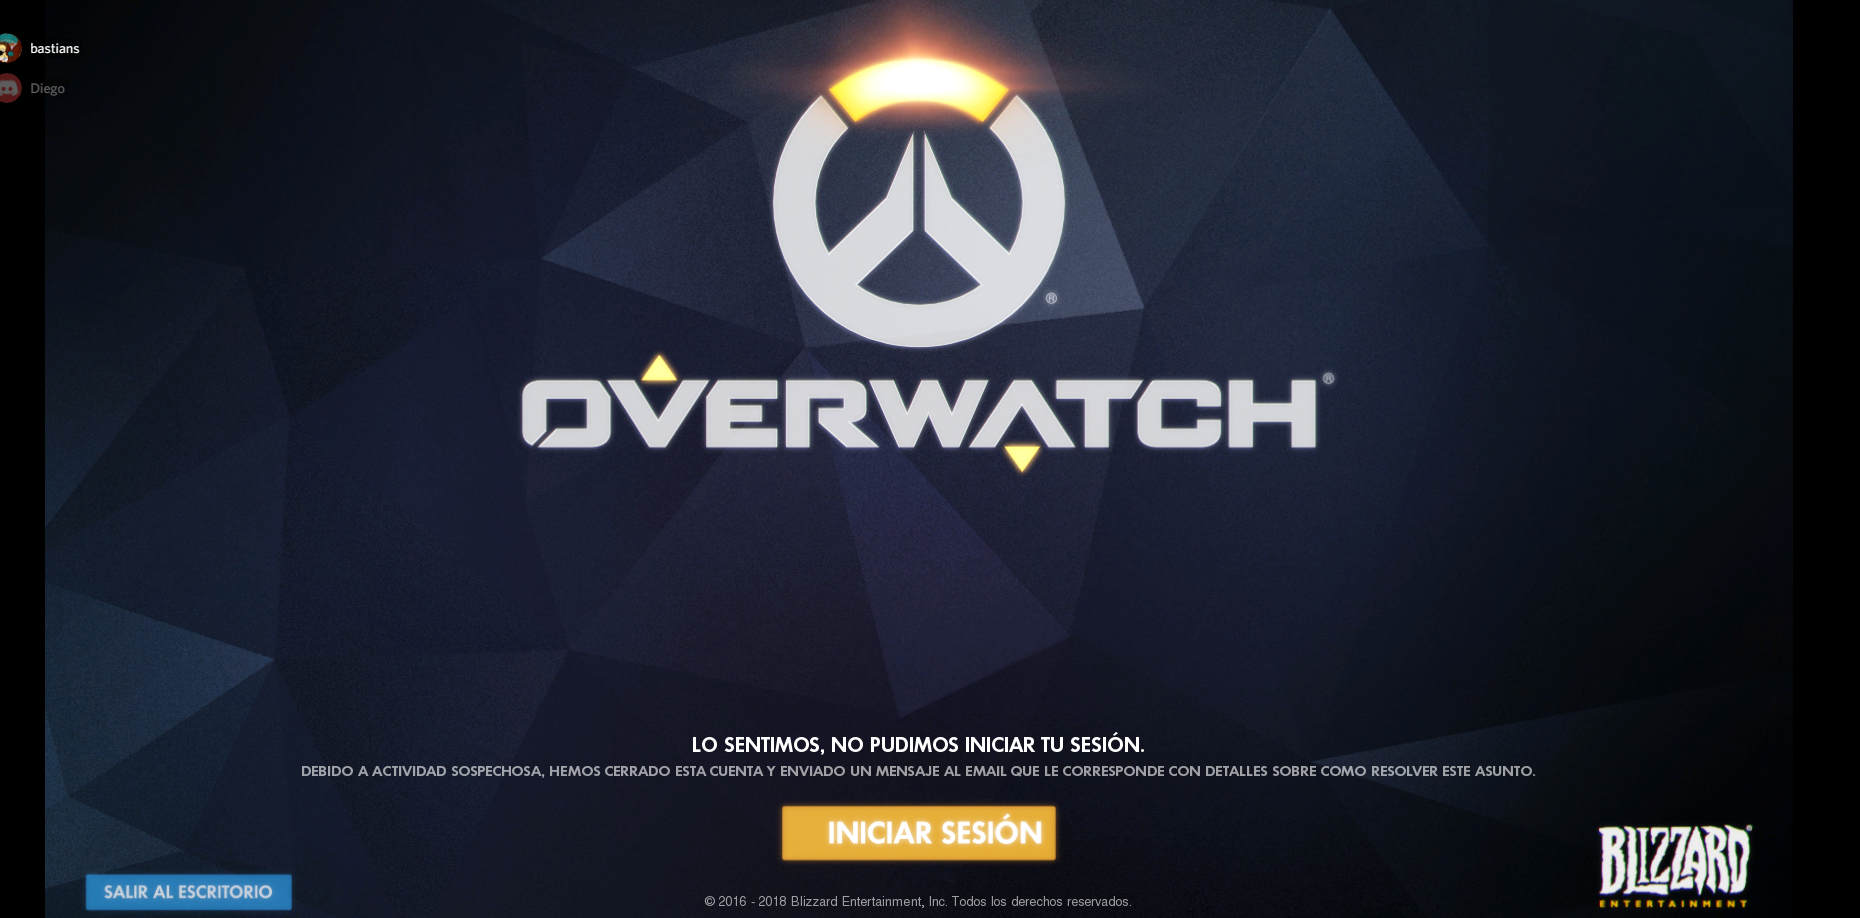 bastians
Diego
®
OVERWATCH®
LO SENTIMOS, NO PUDIMOS INICIAR TU SESIÓN.
DEBIDO A ACTIVIDAD SOSPECHOSA, HEMOS CERRADO ESTA CUENTA Y ENVIADO UN MENSAJE AL EMAIL QUE LE CORRESPONDE CON DETALLES SOBRE COMO RESOLVER ESTE ASUNTO.
INICIAR SESIÓN
SALIR AL ESCRITORIO
© 2016 - 2018 Blizzard Entertainment, Inc. Todos los derechos reservados.
BLIZZARD®
ENTERTAINMENT